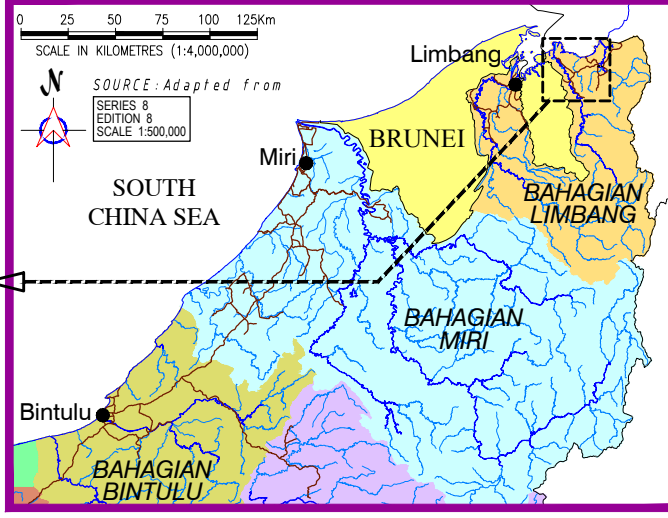 0 25 50 75 100 125Km
SCALE IN KILOMETRES (1:4,000,000)
N
SOURCE:Adapted from
SERIES 8
EDITION 8
SCALE 1:500,000
Limbang
BRUNEI
Miri
SOUTH
CHINA SEA
BAHAGIAN
LIMBANG
BAHAGIAN
MIRI
Bintulu
BAHAGIAN
BINTULU